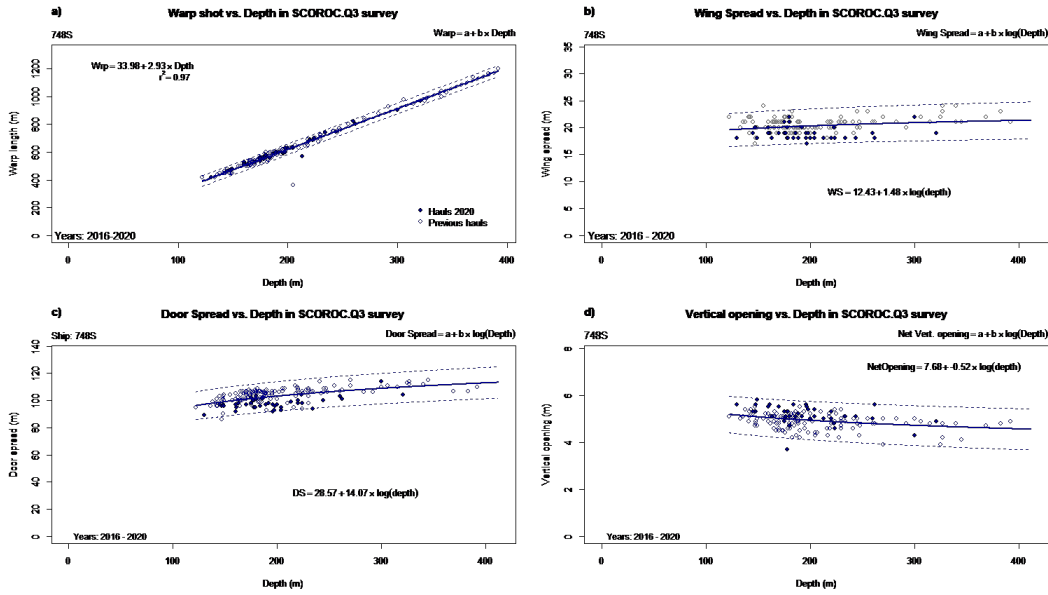 a) Warp shot vs. Depth in SCOROC.Q3 survey
748S Warp = a + b × Depth
Wrp = 33.98 + 2.93 × Dpth
r² = 0.97
Warp length (m)
0 200 400 600 800 1000 1200
Hauls 2020
Previous hauls
Years: 2016-2020
0 100 200 300 400
Depth (m)
b) Wing Spread vs. Depth in SCOROC.Q3 survey
748S Wing Spread = a + b × log(Depth)
Wing spread (m)
0 5 10 15 20 25 30 35
WS = 12.43 + 1.48 × log(depth)
Years: 2016 - 2020
0 100 200 300 400
Depth (m)
c) Door Spread vs. Depth in SCOROC.Q3 survey
Ship: 748S Door Spread = a + b × log(Depth)
Door spread (m)
0 20 40 60 80 100 120 140
DS = 28.57 + 14.07 × log(depth)
Years: 2016 - 2020
0 100 200 300 400
Depth (m)
d) Vertical opening vs. Depth in SCOROC.Q3 survey
748S Net Vert. opening = a + b × log(Depth)
NetOpening = 7.68 + -0.52 × log(depth)
Vertical opening (m)
0 2 4 6 8
Years: 2016 - 2020
0 100 200 300 400
Depth (m)